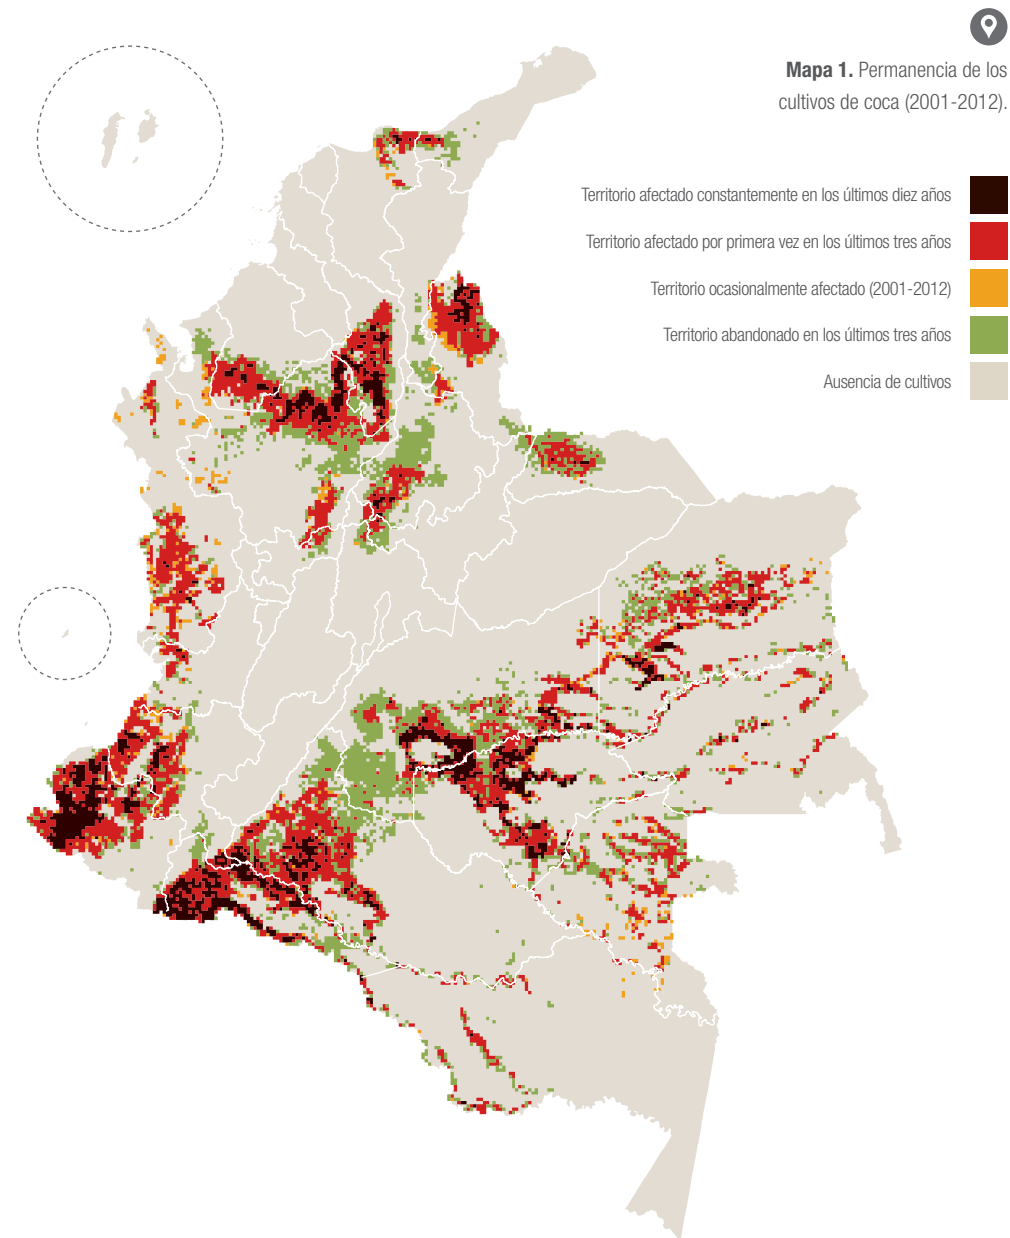 Mapa 1. Permanencia de los
cultivos de coca (2001-2012).
Territorio afectado constantemente en los últimos diez años
Territorio afectado por primera vez en los últimos tres años
Territorio ocasionalmente afectado (2001-2012)
Territorio abandonado en los últimos tres años
Ausencia de cultivos